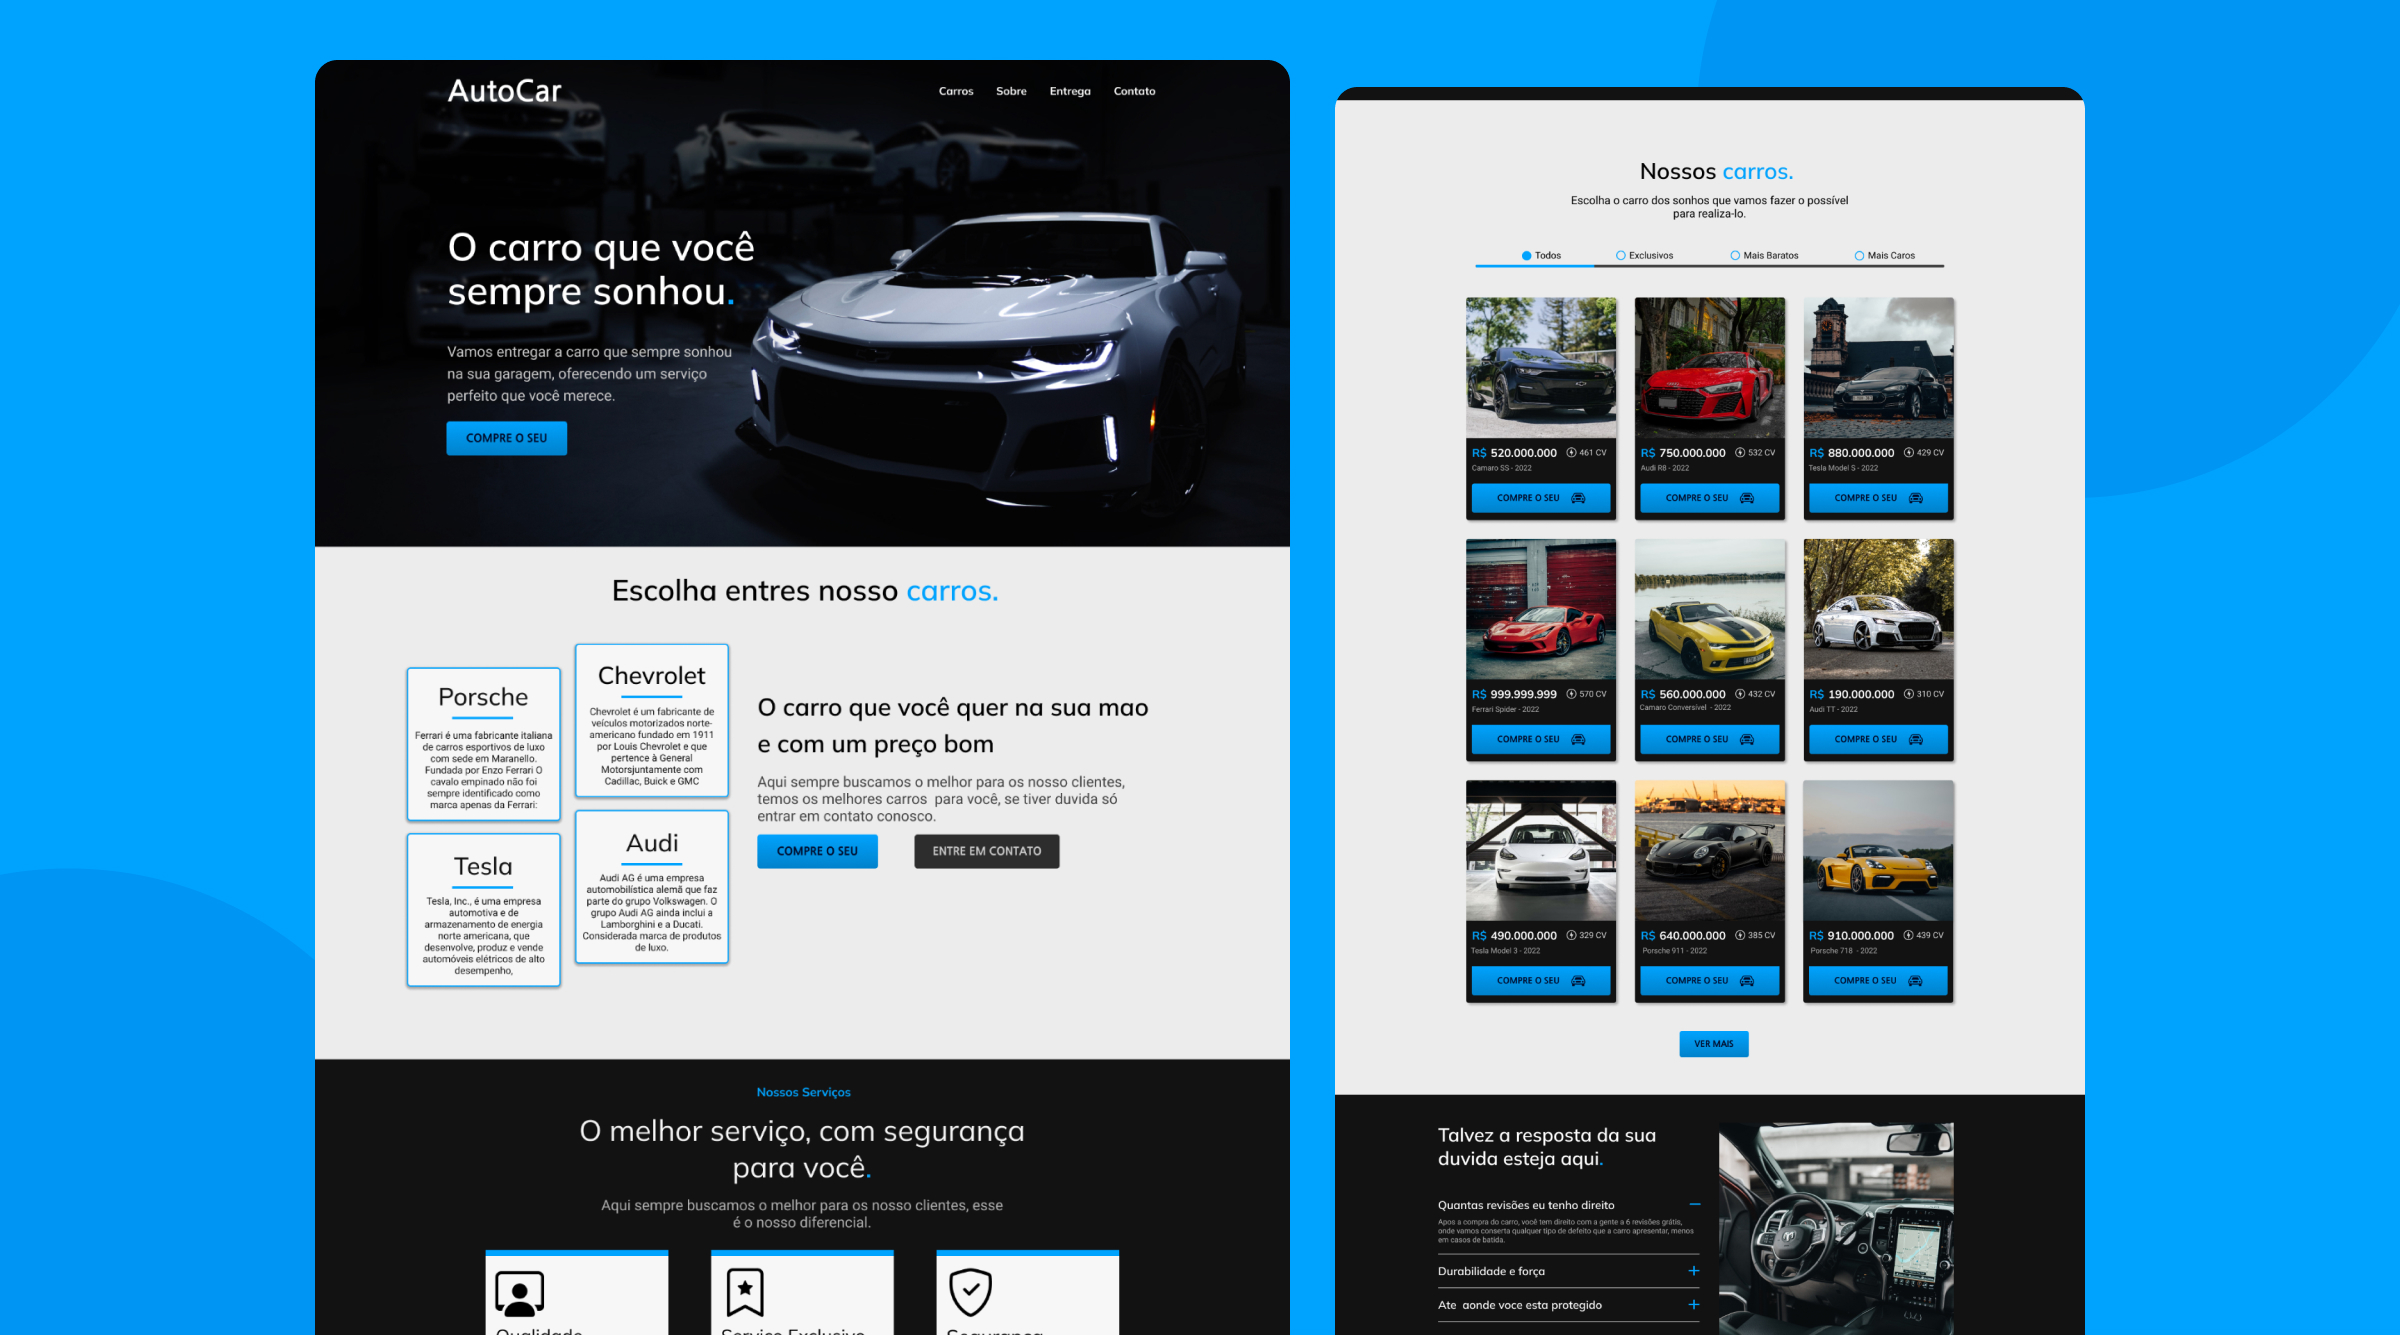 AutoCar
Carros Sobre Entrega Contato
O carro que você
sempre sonhou.
Vamos entregar a carro que sempre sonhou
na sua garagem, oferecendo um serviço
perfeito que você merece.
COMPRE O SEU
Escolha entres nosso carros.
Porsche
Ferrari é uma fabricante italiana
de carros esportivos de luxo
com sede em Maranello.
Fundada por Enzo Ferrari O
cavalo empinado não foi
sempre identificado como
marca apenas da Ferrari:
Chevrolet
Chevrolet é um fabricante de
veículos motorizados norte-
americano fundado em 1911
por Louis Chevrolet e que
pertence à General
Motorsjuntamente com
Cadillac, Buick e GMC
Tesla
Tesla, Inc., é uma empresa
automotiva e de
armazenamento de energia
norte americana, que
desenvolve, produz e vende
automóveis elétricos de alto
desempenho,
Audi
Audi AG é uma empresa
automobilística alemã que faz
parte do grupo Volkswagen. O
grupo Audi AG ainda inclui a
Lamborghini e a Ducati.
Considerada marca de produtos
de luxo.
O carro que você quer na sua mao
e com um preço bom
Aqui sempre buscamos o melhor para os nosso clientes,
temos os melhores carros para você, se tiver duvida só
entrar em contato conosco.
COMPRE O SEU ENTRE EM CONTATO
Nossos Serviços
O melhor serviço, com segurança
para você.
Aqui sempre buscamos o melhor para os nosso clientes, esse
é o nosso diferencial.
Qualidade Serviço Exclusivo Segurança
Nossos carros.
Escolha o carro dos sonhos que vamos fazer o possível
para realiza-lo.
Todos Exclusivos Mais Baratos Mais Caros
R$ 520.000.000 461 CV
Camaro SS - 2022
COMPRE O SEU
R$ 750.000.000 532 CV
Audi R8 - 2022
COMPRE O SEU
R$ 880.000.000 429 CV
Tesla Model S - 2022
COMPRE O SEU
R$ 999.999.999 570 CV
Ferrari Spider - 2022
COMPRE O SEU
R$ 560.000.000 432 CV
Camaro Conversível - 2022
COMPRE O SEU
R$ 190.000.000 310 CV
Audi TT - 2022
COMPRE O SEU
R$ 490.000.000 329 CV
Tesla Model 3 - 2022
COMPRE O SEU
R$ 640.000.000 385 CV
Porsche 911 - 2022
COMPRE O SEU
R$ 910.000.000 439 CV
Porsche 718 - 2022
COMPRE O SEU
VER MAIS
Talvez a resposta da sua
duvida esteja aqui.
Quantas revisões eu tenho direito
Apos a compra do carro, você tem direito com a gente a 6 revisões grátis,
onde vamos conserta qualquer tipo de defeito que a carro apresentar, menos
em casos de batida.
Durabilidade e força
Ate aonde voce esta protegido